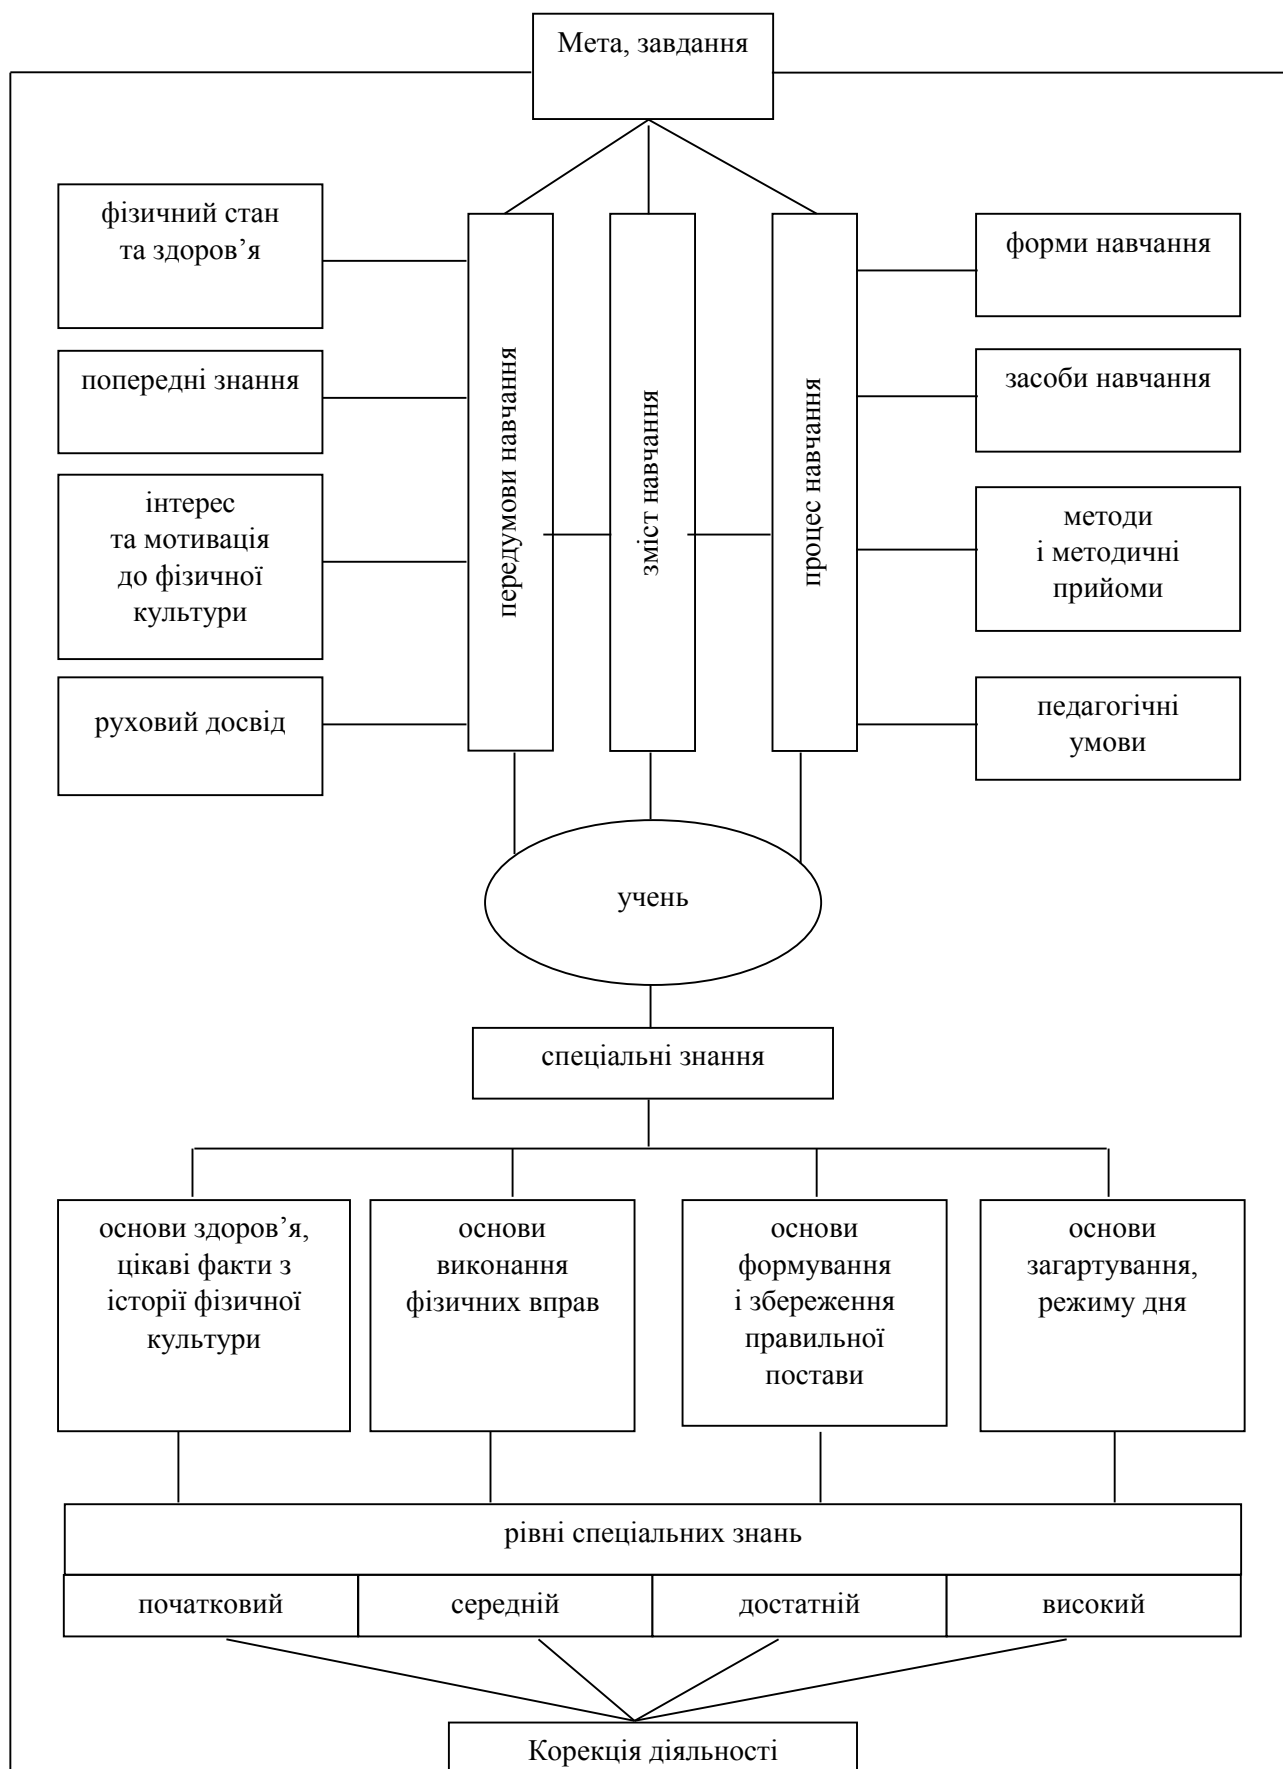 Мета, завдання
фізичний стан
та здоров’я
попередні знання
інтерес
та мотивація
до фізичної
культури
руховий досвід
передумови навчання
зміст навчання
процес навчання
форми навчання
засоби навчання
методи
і методичні
прийоми
педагогічні
умови
учень
спеціальні знання
основи здоров’я,
цікаві факти з
історії фізичної
культури
основи
виконання
фізичних вправ
основи
формування
і збереження
правильної
постави
основи
загартування,
режиму дня
рівні спеціальних знань
початковий
середній
достатній
високий
Корекція діяльності